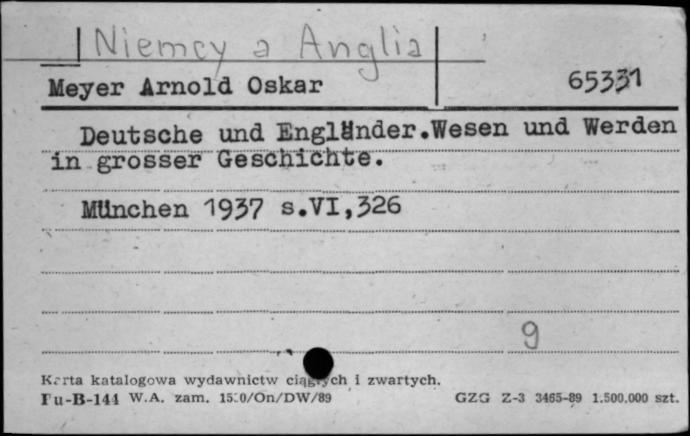 Niemcy a Anglia
Meyer Arnold Oskar 65331
Deutsche und Engländer.Wesen und Werden
in grosser Geschichte.
München 1937 s.VI,326
9
Karta katalogowa wydawnictw ciągłych i zwartych.
Pu-B-144 W.A. zam. /On/DW/89 GZG Z-3 3465-89 1.500.000 szt.